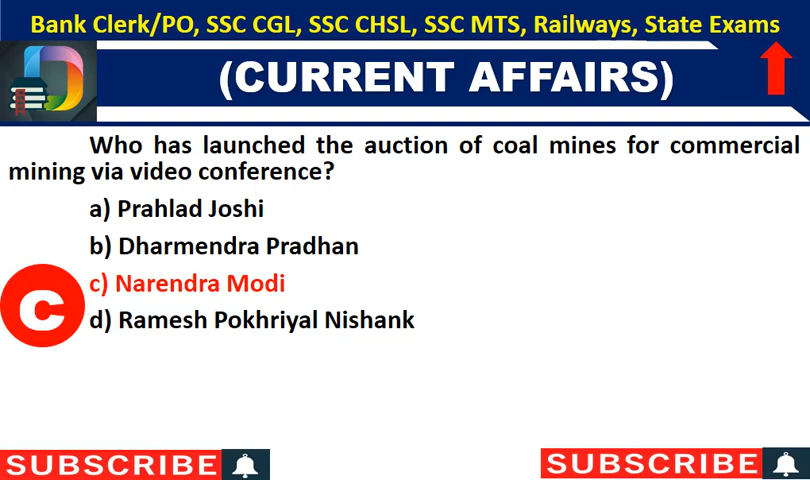 Bank Clerk/PO, SSC CGL, SSC CHSL, SSC MTS, Railways, State Exams
(CURRENT AFFAIRS)
Who has launched the auction of coal mines for commercial
mining via video conference?
a) Prahlad Joshi
b) Dharmendra Pradhan
c) Narendra Modi
C
d) Ramesh Pokhriyal Nishank
SUBSCRIBE
SUBSCRIBE